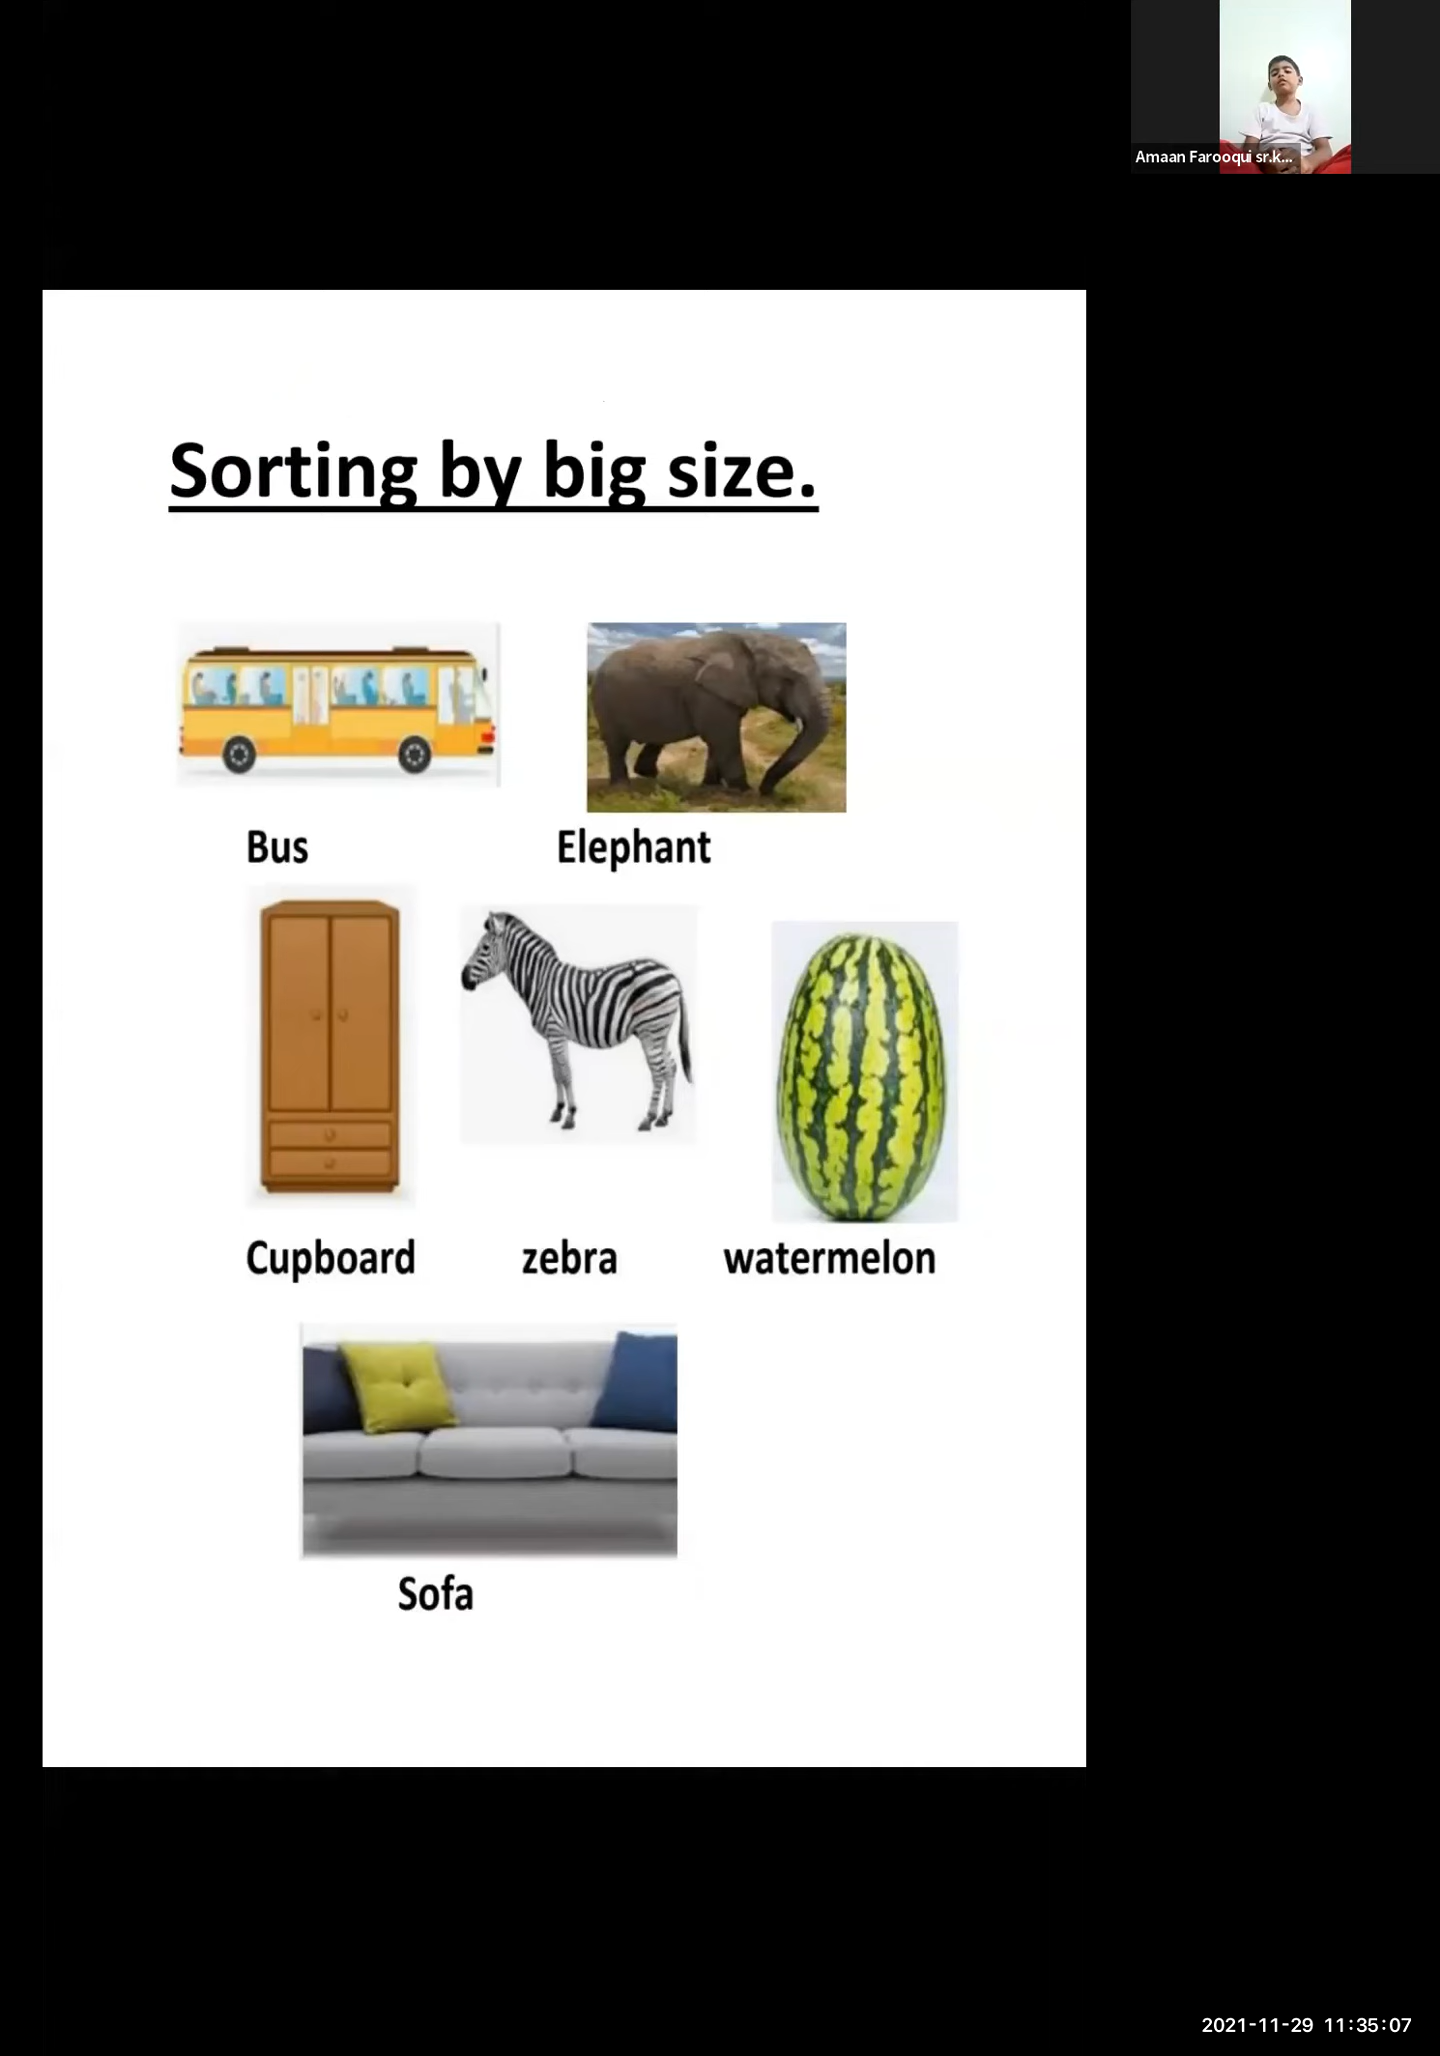 Amaan Farooqui sr.k...
Sorting by big size.
Bus Elephant
Cupboard zebra watermelon
Sofa
2021-11-29 11:35:07